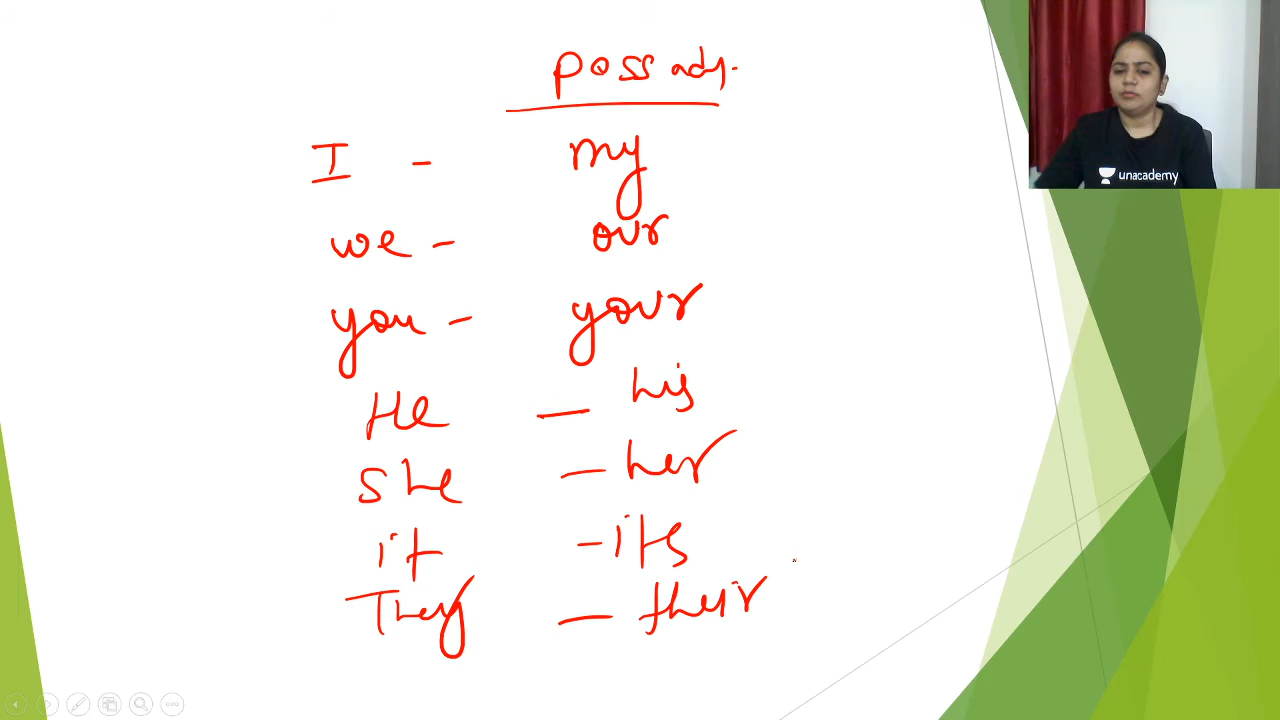 poss adj.
I - my
we - our
you - your
He — his
she - her
it - its
They — their
unacademy